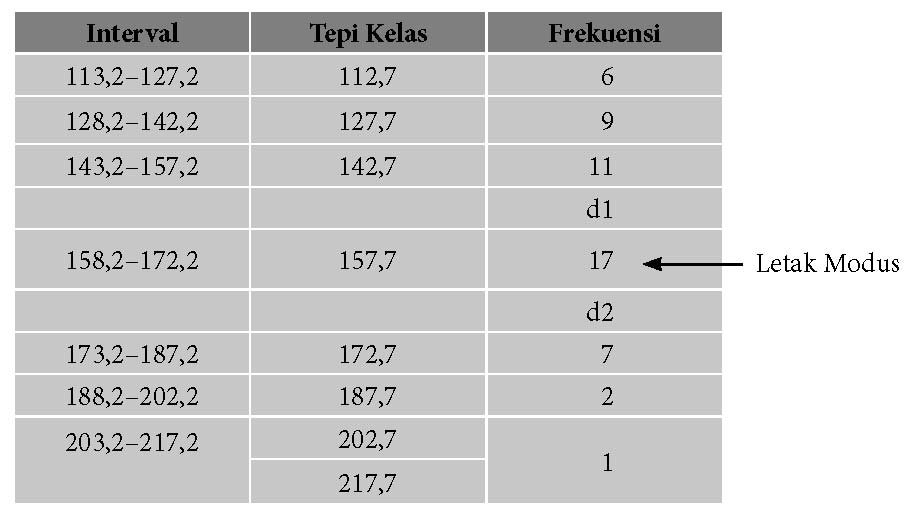 Interval Tepi Kelas Frekuensi
113,2–127,2 112,7 6
128,2–142,2 127,7 9
143,2–157,2 142,7 11
d1
158,2–172,2 157,7 17 Letak Modus
d2
173,2–187,2 172,7 7
188,2–202,2 187,7 2
203,2–217,2 202,7
1
217,7